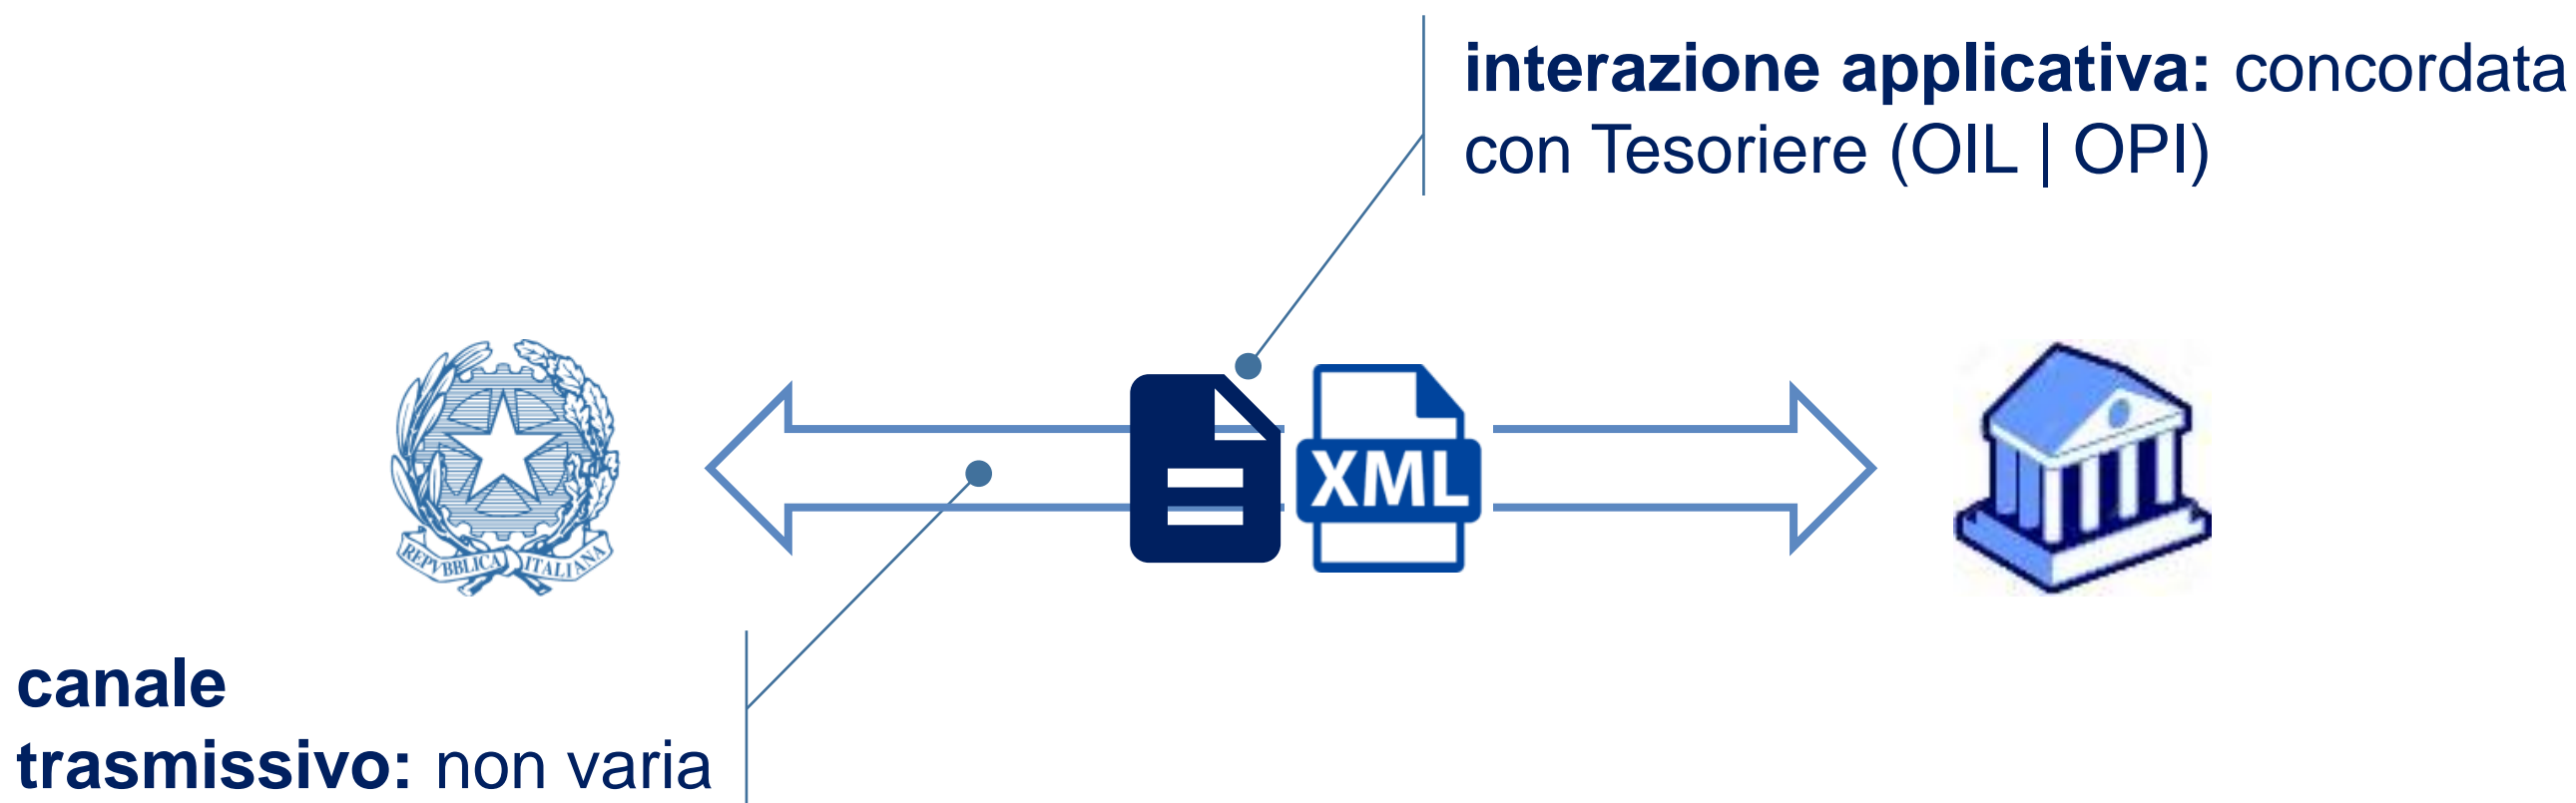 interazione applicativa: concordata
con Tesoriere (OIL | OPI)
XML
REPVBBLICA ITALIANA
canale
trasmissivo: non varia